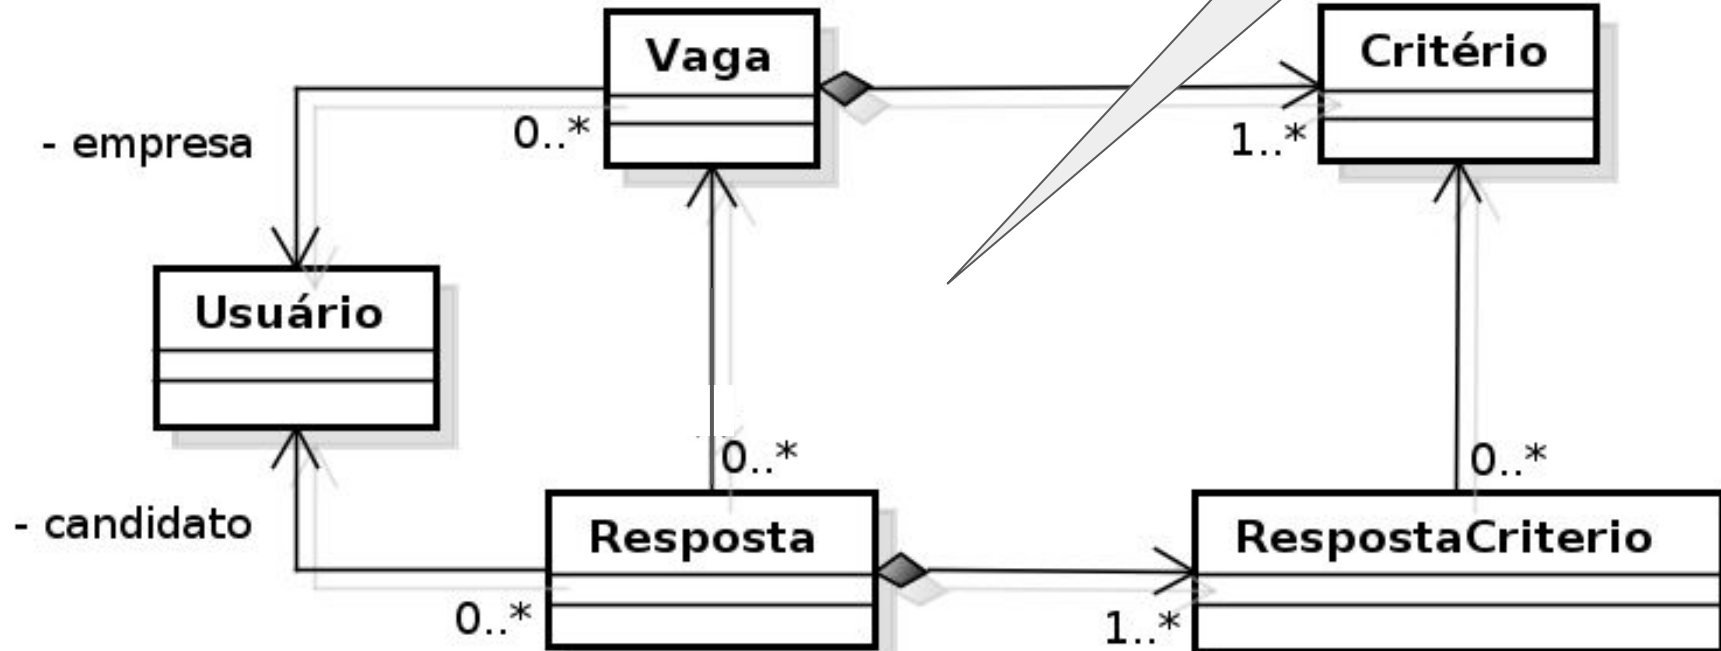 Vaga
Critério
- empresa
0..*
1..*
Usuário
0..*
0..*
- candidato
Resposta
RespostaCriterio
0..*
1..*